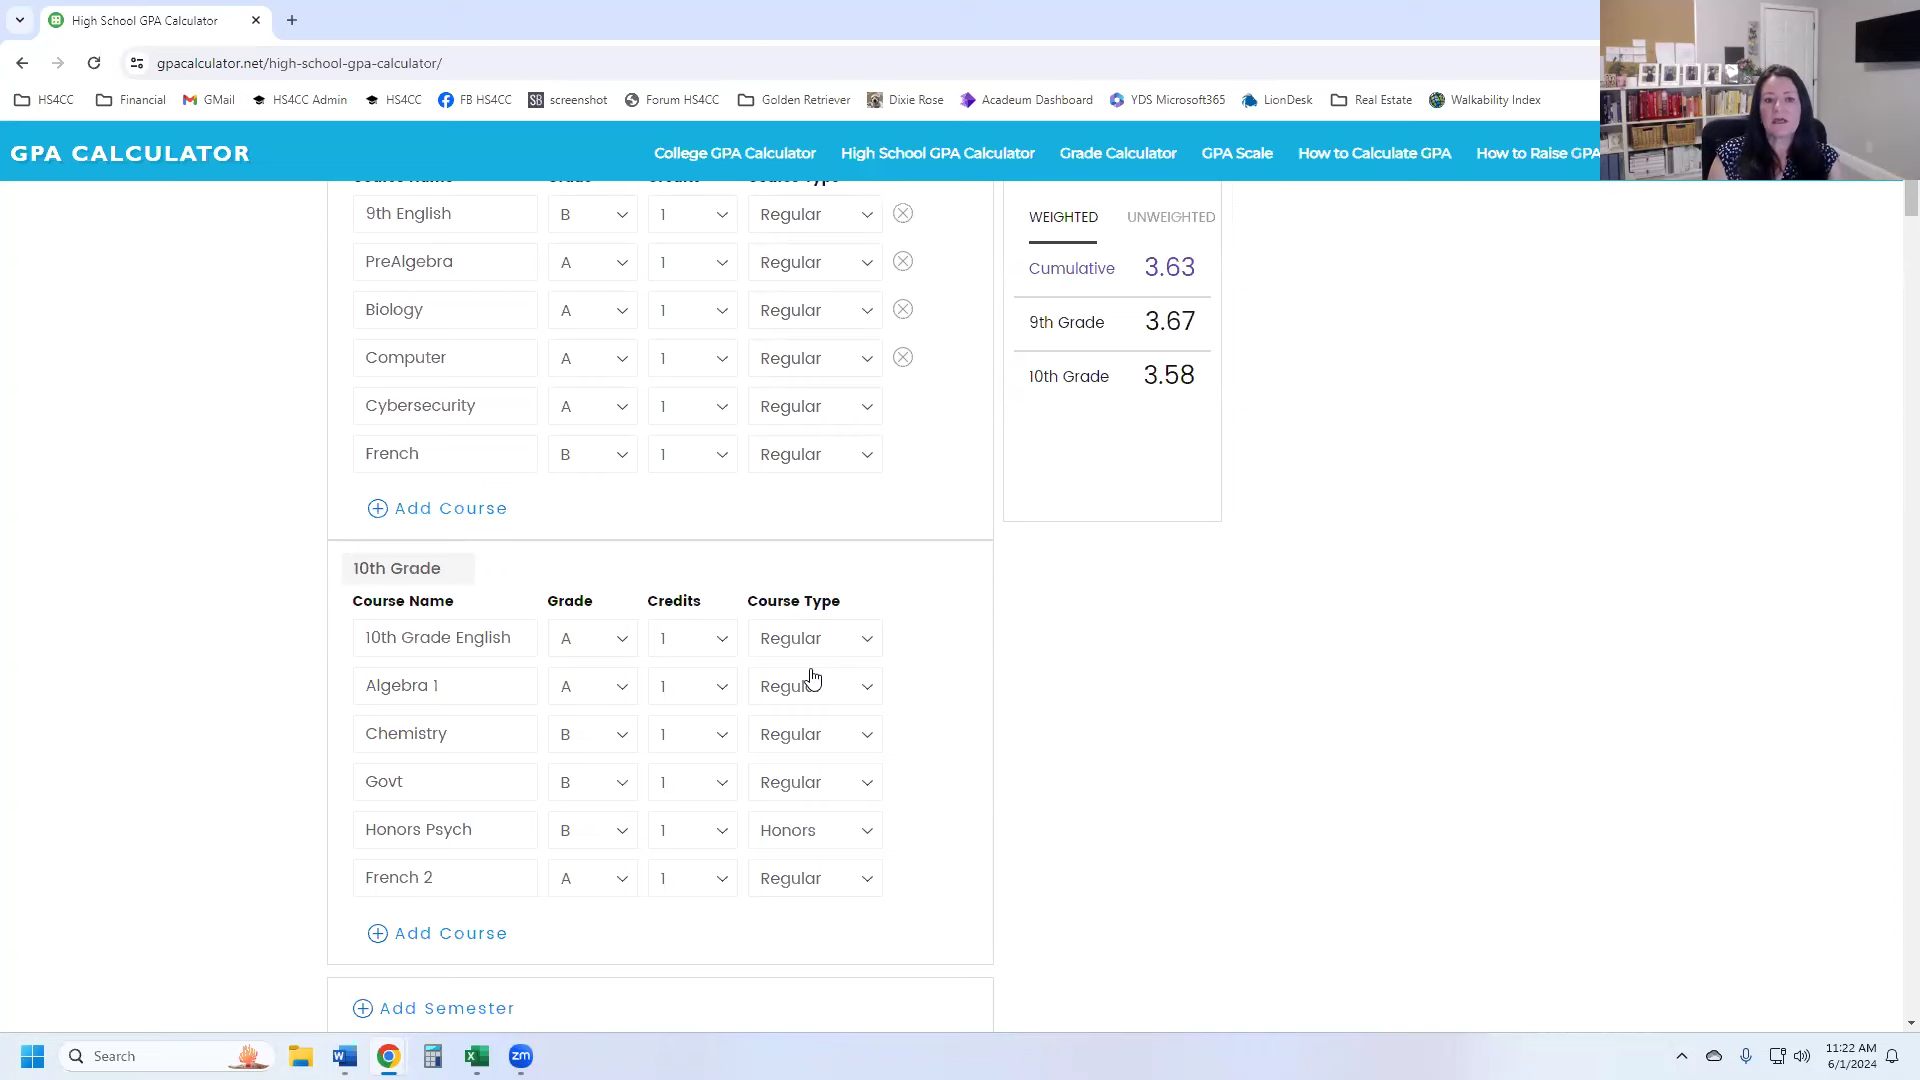 High School GPA Calculator
gpacalculator.net/high-school-gpa-calculator/
HS4CC Financial GMail HS4CC Admin HS4CC FB HS4CC SB screenshot Forum HS4CC Golden Retriever Dixie Rose Acadeum Dashboard YDS Microsoft365 LionDesk Real Estate Walkability Index
GPA CALCULATOR College GPA Calculator High School GPA Calculator Grade Calculator GPA Scale How to Calculate GPA How to Raise GPA
9th English B 1 Regular
PreAlgebra A 1 Regular
Biology A 1 Regular
Computer A 1 Regular
Cybersecurity A 1 Regular
French B 1 Regular
Add Course
WEIGHTED UNWEIGHTED
Cumulative 3.63
9th Grade 3.67
10th Grade 3.58
10th Grade
Course Name Grade Credits Course Type
10th Grade English A 1 Regular
Algebra 1 A 1 Regular
Chemistry B 1 Regular
Govt B 1 Regular
Honors Psych B 1 Honors
French 2 A 1 Regular
Add Course
Add Semester
Search
zm
11:22 AM
6/1/2024